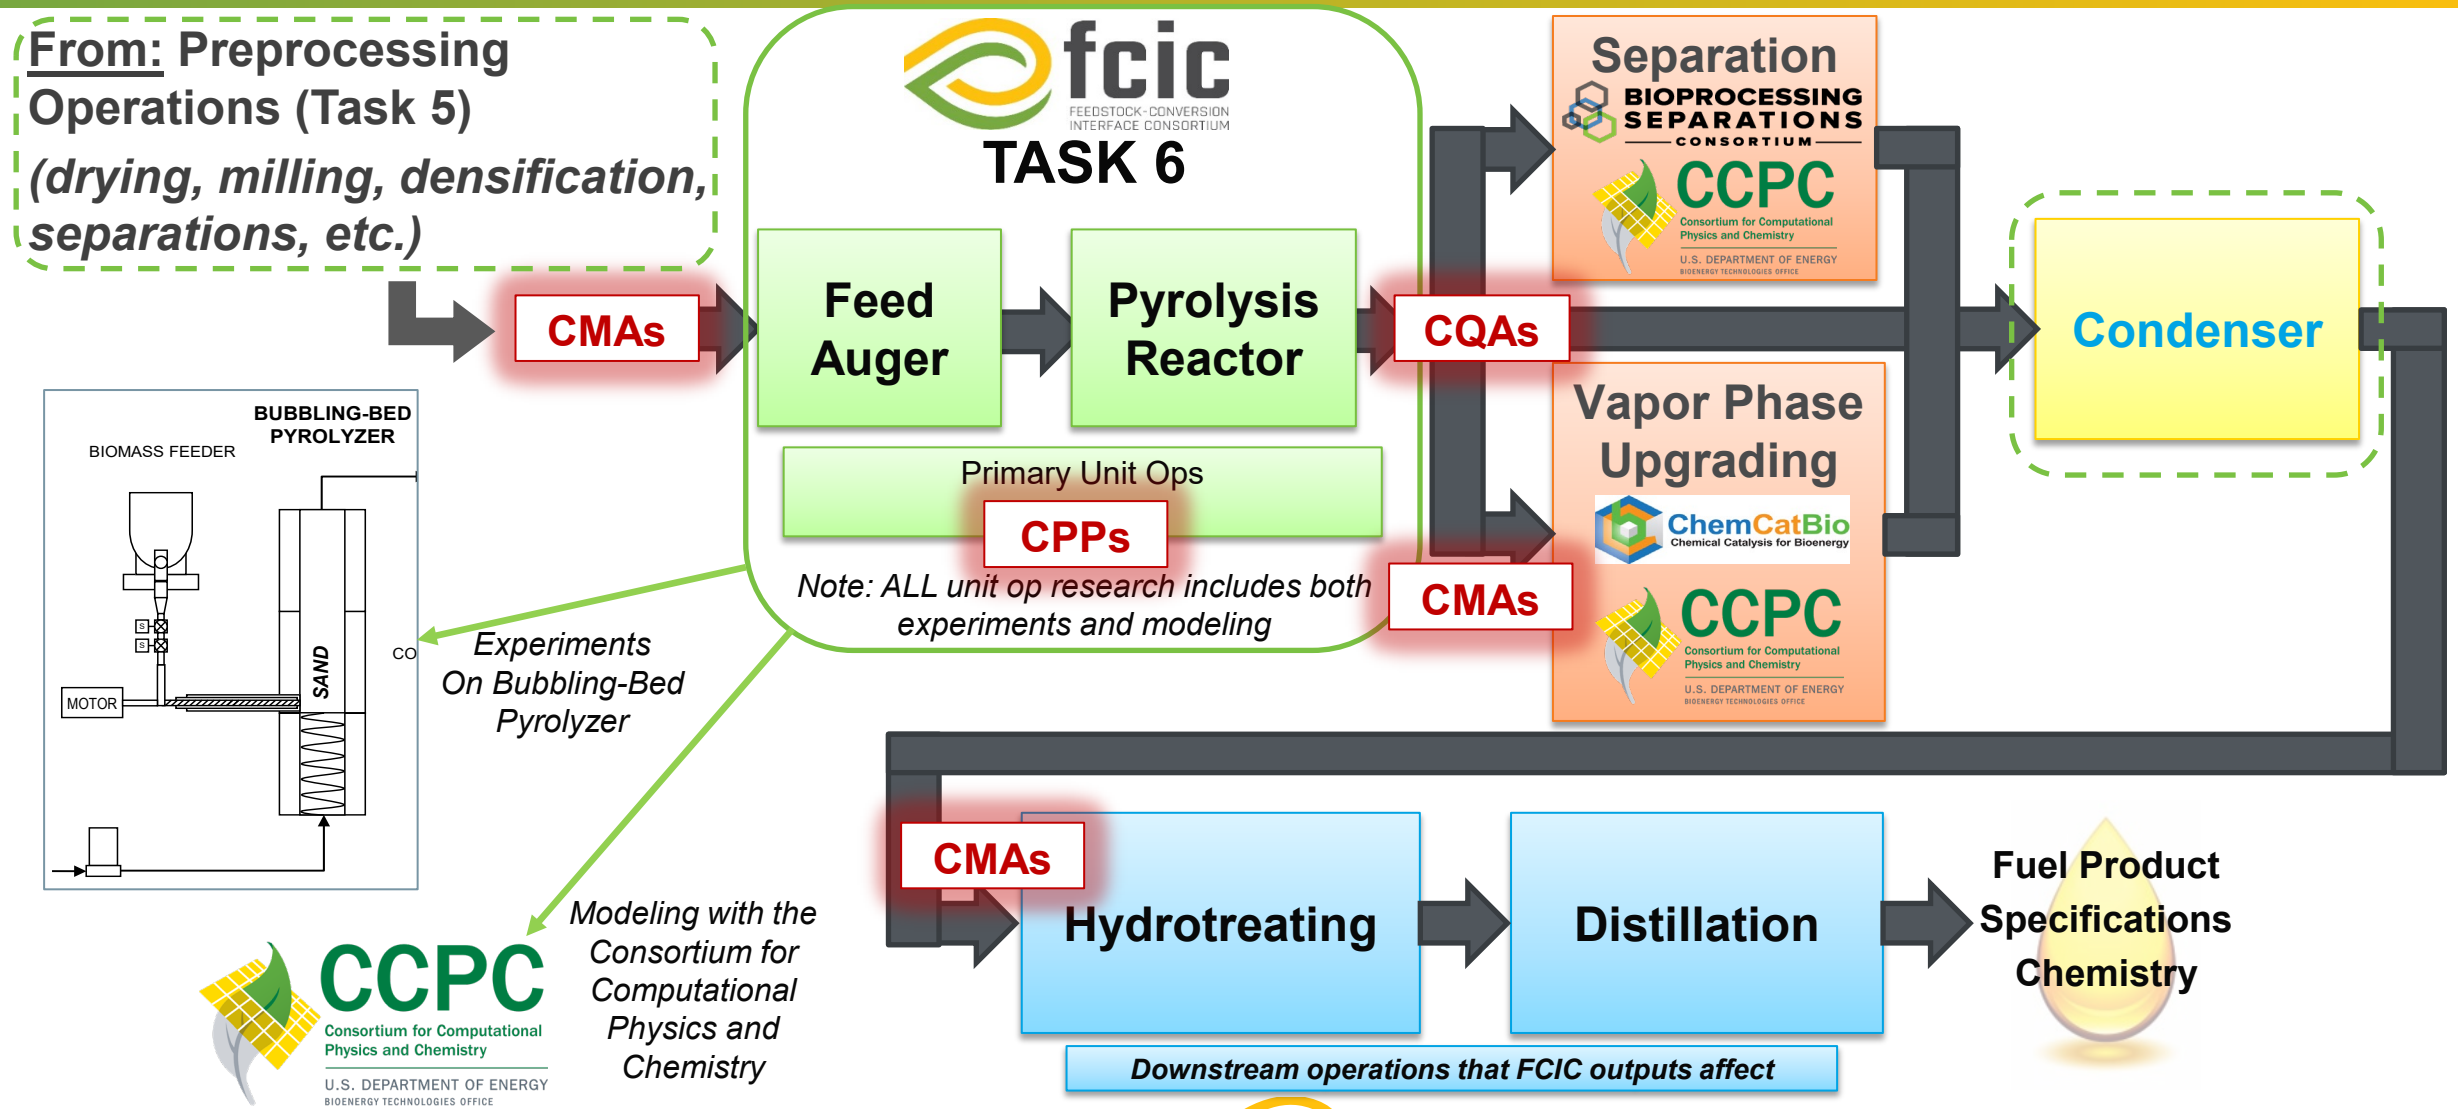 From: Preprocessing
Operations (Task 5)
(drying, milling, densification,
separations, etc.)
fcic
FEEDSTOCK-CONVERSION
INTERFACE CONSORTIUM
TASK 6
CMAs
Feed
Auger
Pyrolysis
Reactor
CQAs
Primary Unit Ops
CPPs
Note: ALL unit op research includes both
experiments and modeling
Separation
BIOPROCESSING
SEPARATIONS
CONSORTIUM
CCPC
Consortium for Computational
Physics and Chemistry
U.S. DEPARTMENT OF ENERGY
BIOENERGY TECHNOLOGIES OFFICE
Vapor Phase
Upgrading
ChemCatBio
Chemical Catalysis for Bioenergy
CMAs
CCPC
Consortium for Computational
Physics and Chemistry
U.S. DEPARTMENT OF ENERGY
BIOENERGY TECHNOLOGIES OFFICE
Condenser
BUBBLING-BED
PYROLYZER
BIOMASS FEEDER
S
S
MOTOR
SAND
CO
Experiments
On Bubbling-Bed
Pyrolyzer
CCPC
Consortium for Computational
Physics and Chemistry
U.S. DEPARTMENT OF ENERGY
BIOENERGY TECHNOLOGIES OFFICE
Modeling with the
Consortium for
Computational
Physics and
Chemistry
CMAs
Hydrotreating
Distillation
Fuel Product
Specifications
Chemistry
Downstream operations that FCIC outputs affect